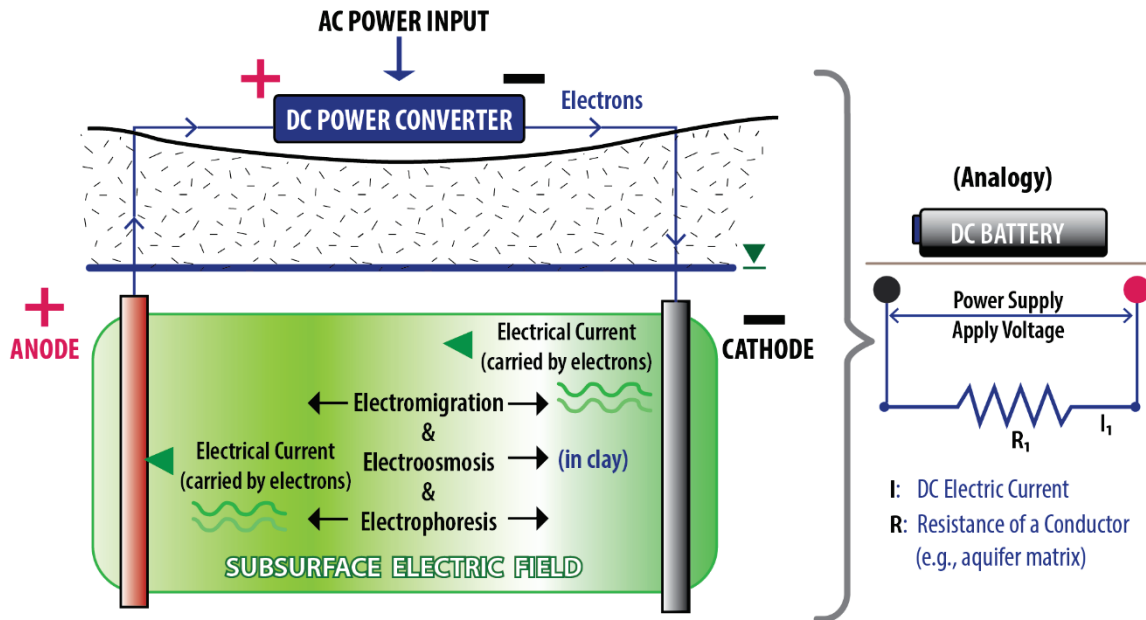 AC POWER INPUT
+
−
DC POWER CONVERTER
Electrons
+
ANODE
−
CATHODE
Electrical Current
(carried by electrons)
Electromigration
&
Electrical Current
(carried by electrons)
Electroosmosis
(in clay)
&
Electrophoresis
SUBSURFACE ELECTRIC FIELD
(Analogy)
DC BATTERY
Power Supply
Apply Voltage
R₁
I₁
I: DC Electric Current
R: Resistance of a Conductor
(e.g., aquifer matrix)